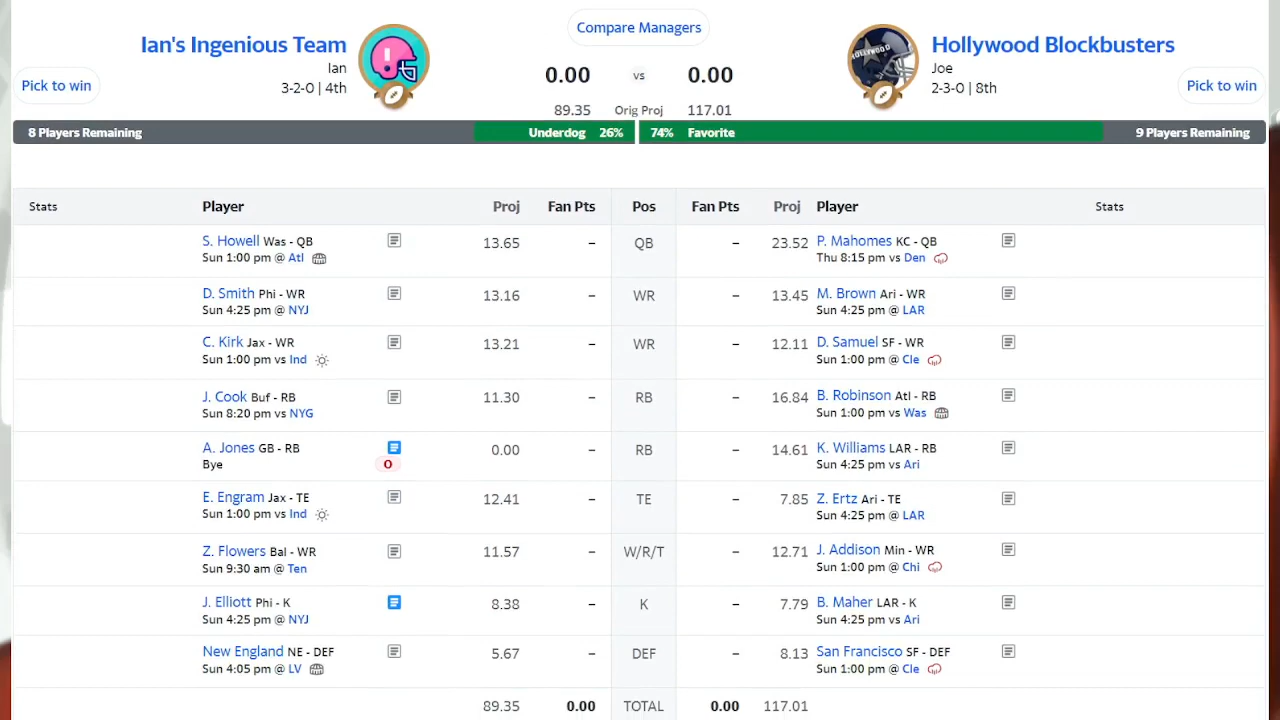 Compare Managers
Ian's Ingenious Team
Ian
3-2-0 | 4th
Pick to win
0.00 vs 0.00
89.35 Orig Proj 117.01
HOLLYWOOD
Hollywood Blockbusters
Joe
2-3-0 | 8th
Pick to win
8 Players Remaining Underdog 26% 74% Favorite 9 Players Remaining
Stats Player Proj Fan Pts Pos Fan Pts Proj Player Stats
S. Howell Was - QB 13.65 – QB – 23.52 P. Mahomes KC - QB
Sun 1:00 pm @ Atl Thu 8:15 pm vs Den
D. Smith Phi - WR 13.16 – WR – 13.45 M. Brown Ari - WR
Sun 4:25 pm @ NYJ Sun 4:25 pm @ LAR
C. Kirk Jax - WR 13.21 – WR – 12.11 D. Samuel SF - WR
Sun 1:00 pm vs Ind Sun 1:00 pm @ Cle
J. Cook Buf - RB 11.30 – RB – 16.84 B. Robinson Atl - RB
Sun 8:20 pm vs NYG Sun 1:00 pm vs Was
A. Jones GB - RB 0.00 – RB – 14.61 K. Williams LAR - RB
Bye O Sun 4:25 pm vs Ari
E. Engram Jax - TE 12.41 – TE – 7.85 Z. Ertz Ari - TE
Sun 1:00 pm vs Ind Sun 4:25 pm @ LAR
Z. Flowers Bal - WR 11.57 – W/R/T – 12.71 J. Addison Min - WR
Sun 9:30 am @ Ten Sun 1:00 pm @ Chi
J. Elliott Phi - K 8.38 – K – 7.79 B. Maher LAR - K
Sun 4:25 pm @ NYJ Sun 4:25 pm vs Ari
New England NE - DEF 5.67 – DEF – 8.13 San Francisco SF - DEF
Sun 4:05 pm @ LV Sun 1:00 pm @ Cle
89.35 0.00 TOTAL 0.00 117.01